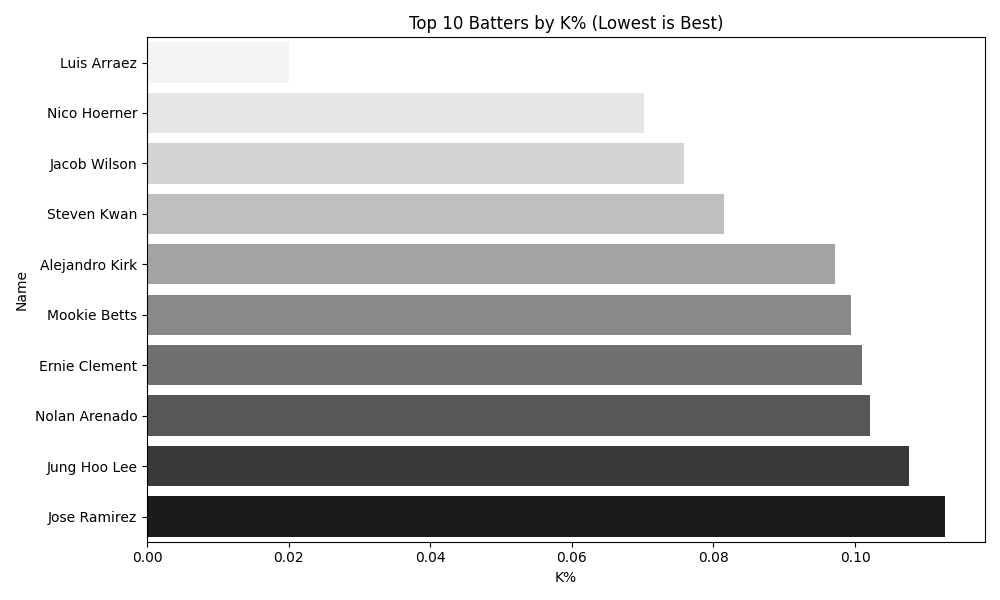 Top 10 Batters by K% (Lowest is Best)
Name
Luis Arraez
Nico Hoerner
Jacob Wilson
Steven Kwan
Alejandro Kirk
Mookie Betts
Ernie Clement
Nolan Arenado
Jung Hoo Lee
Jose Ramirez
0.00 0.02 0.04 0.06 0.08 0.10
K%